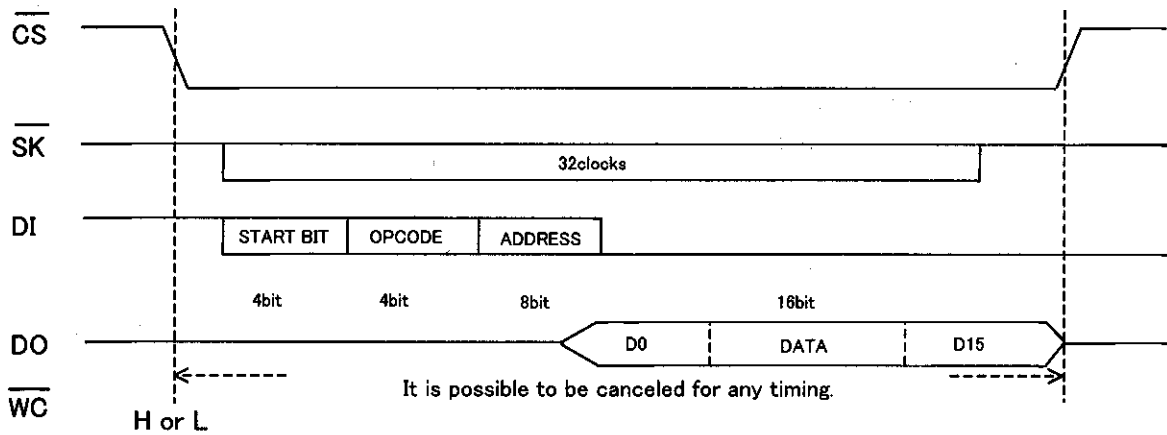 CS
SK
32clocks
DI START BIT OPCODE ADDRESS
4bit 4bit 8bit 16bit
DO D0 DATA D15
It is possible to be canceled for any timing.
WC
H or L